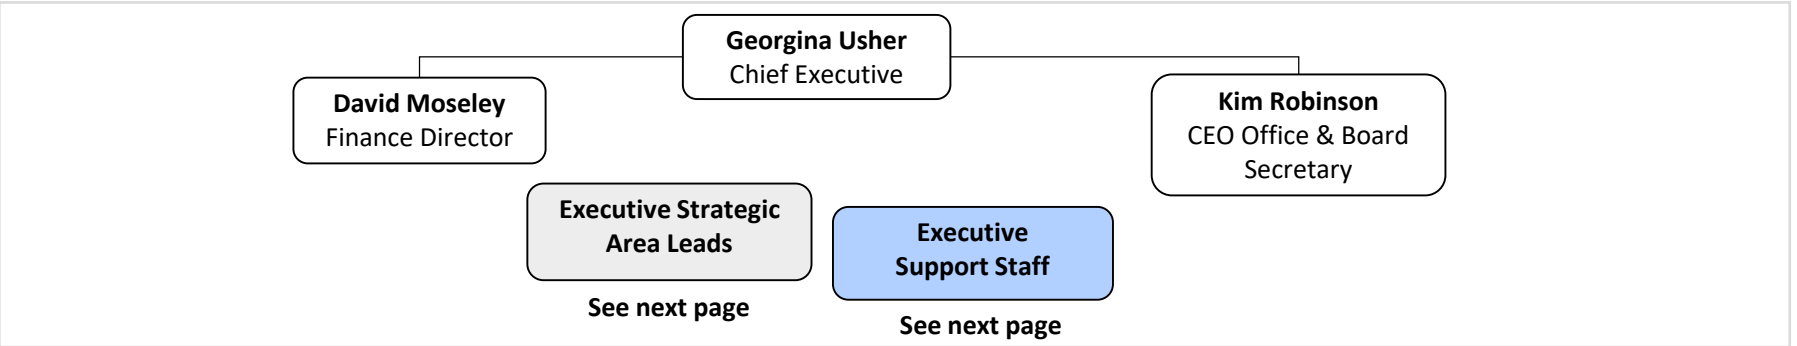 Georgina Usher
Chief Executive
David Moseley
Finance Director
Kim Robinson
CEO Office & Board
Secretary
Executive Strategic
Area Leads
Executive
Support Staff
See next page
See next page